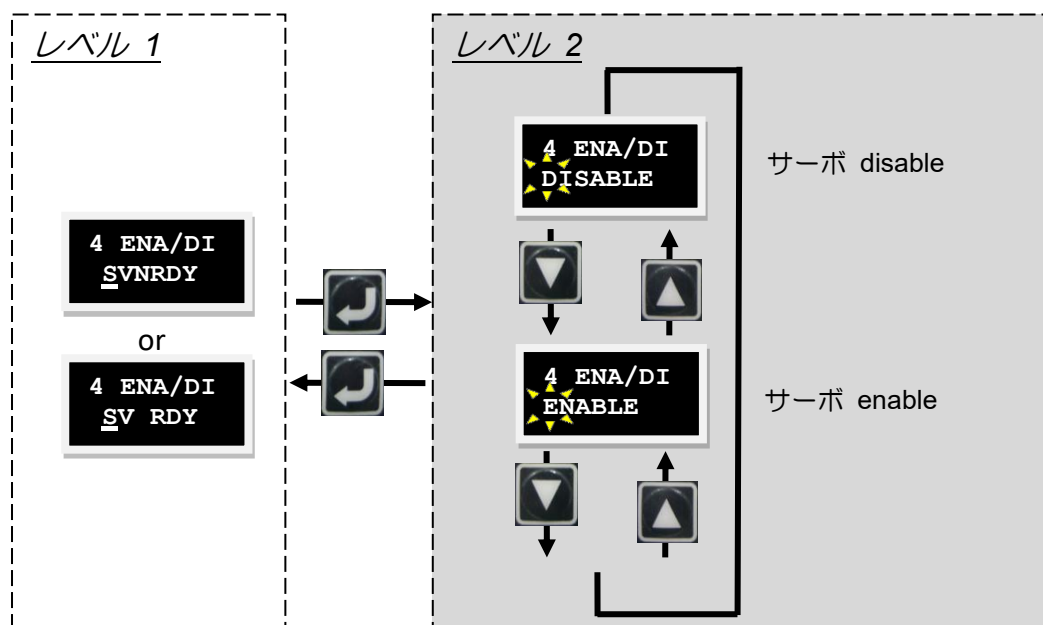 レベル 1
4 ENA/DI
SVNRDY
or
4 ENA/DI
SV RDY
レベル 2
4 ENA/DI
DISABLE
サーボ disable
4 ENA/DI
ENABLE
サーボ enable